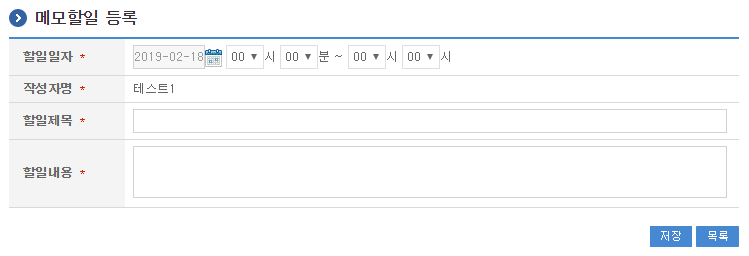 메모할일 등록
할일일자 * 2019-02-18 00 시 00 분 ~ 00 시 00 시
작성자명 * 테스트1
할일제목 *
할일내용 *
저장 목록